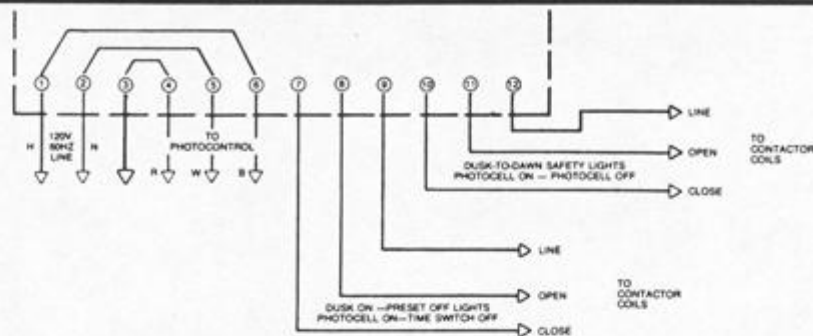 1 2 3 4 5 6 7 8 9 10 11 12
H 120V 60HZ LINE N
TO PHOTOCONTROL
R W B
LINE
OPEN
CLOSE
TO CONTACTOR COILS
DUSK-TO-DAWN SAFETY LIGHTS
PHOTOCELL ON — PHOTOCELL OFF
LINE
OPEN
CLOSE
TO CONTACTOR COILS
DUSK ON —PRESET OFF LIGHTS
PHOTOCELL ON—TIME SWITCH OFF